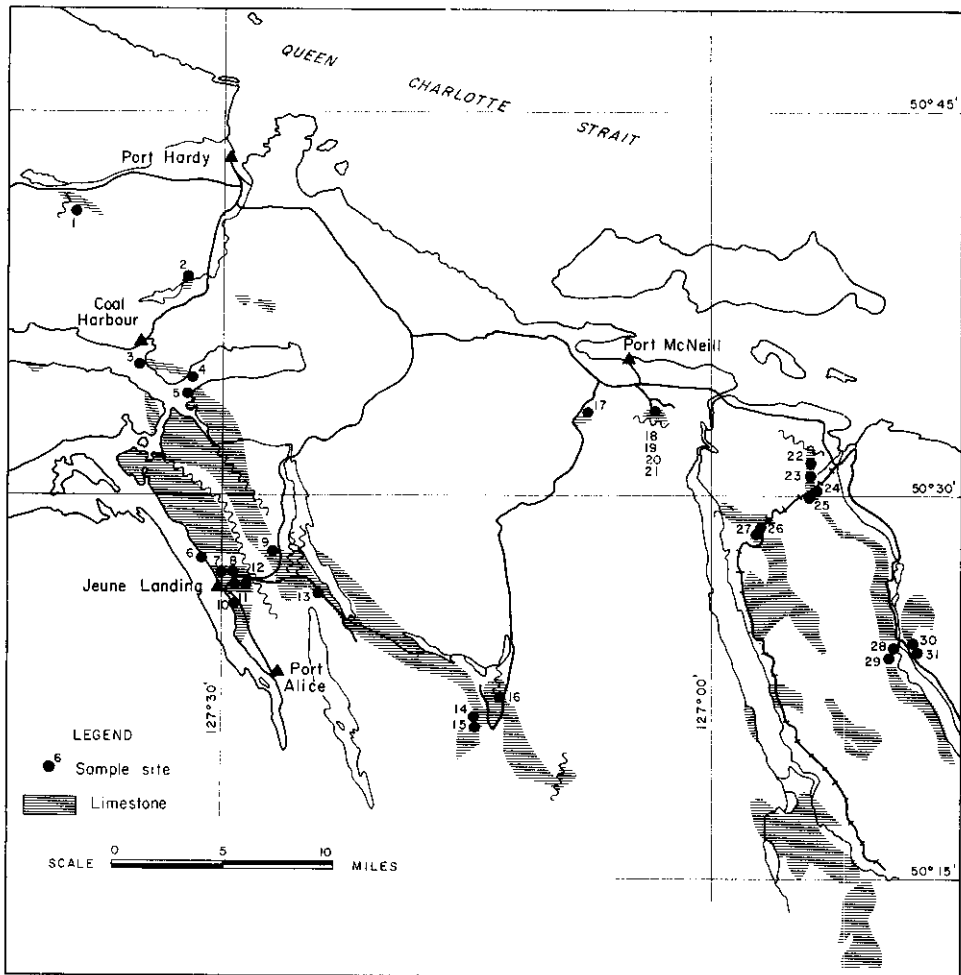 QUEEN
CHARLOTTE
STRAIT
50° 45'
Port Hardy
1
2
Coal
Harbour
3
4
5
Port McNeill
17
18
19
20
21
22
23
24
25
50° 30'
26
27
6
7
8
9
12
Jeune Landing
11
10
13
28
29
30
31
Port
Alice
127° 30'
127° 00'
14
15
16
LEGEND
6
Sample site
Limestone
SCALE
0
5
10
MILES
50° 15'